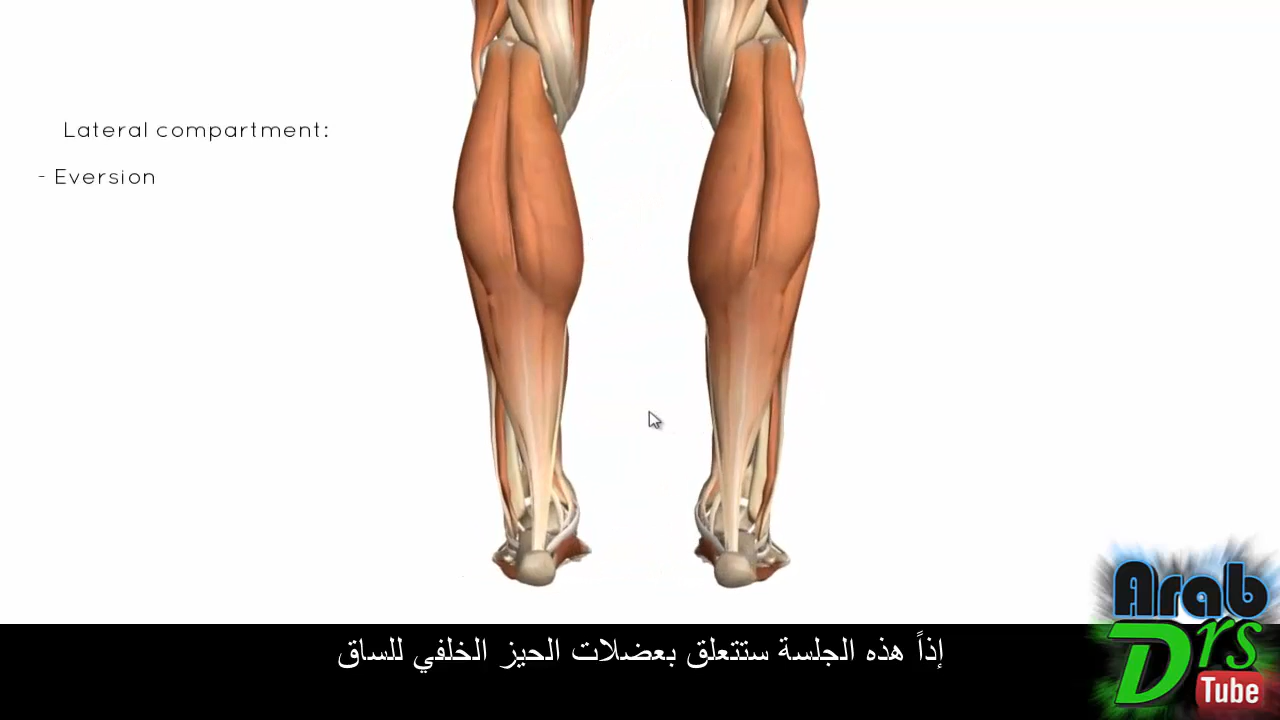 Lateral compartment:
- Eversion
إذاً هذه الجلسة ستتعلق بعضلات الحيز الخلفي للساق
Arab
Drs
Tube